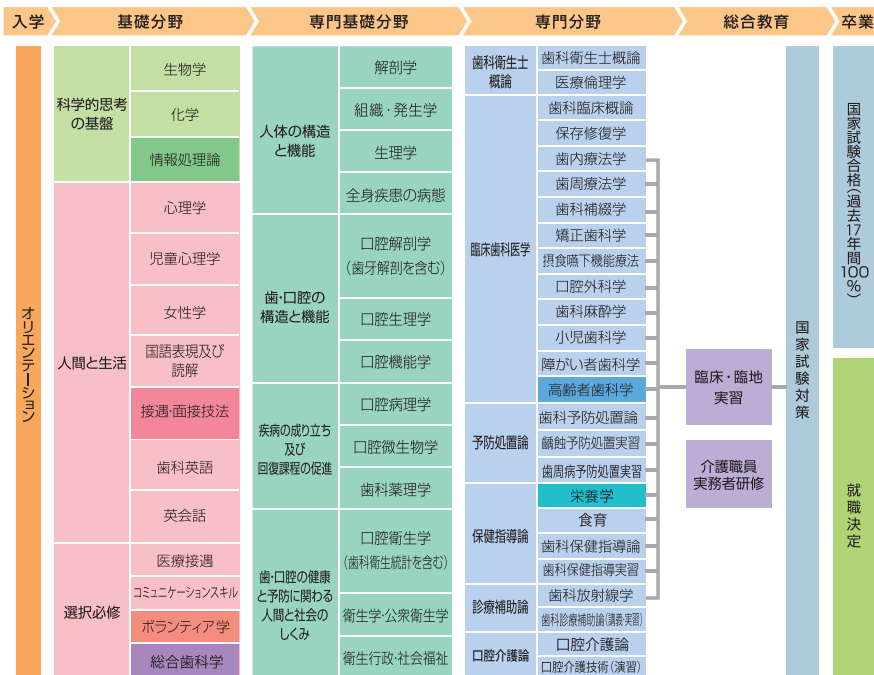 入学
基礎分野
専門基礎分野
専門分野
総合教育
卒業
オリエンテーション
科学的思考
の基盤
生物学
化学
情報処理論
人間と生活
心理学
児童心理学
女性学
国語表現及び
読解
接遇・面接技法
歯科英語
英会話
選択必修
医療接遇
コミュニケーションスキル
ボランティア学
総合歯科学
人体の構造
と機能
解剖学
組織・発生学
生理学
全身疾患の病態
歯・口腔の
構造と機能
口腔解剖学
(歯牙解剖を含む)
口腔生理学
口腔機能学
疾病の成り立ち
及び
回復課程の促進
口腔病理学
口腔微生物学
歯科薬理学
歯・口腔の健康
と予防に関わる
人間と社会の
しくみ
口腔衛生学
(歯科衛生統計を含む)
衛生学・公衆衛生学
衛生行政・社会福祉
歯科衛生士
概論
歯科衛生士概論
医療倫理学
臨床歯科医学
歯科臨床概論
保存修復学
歯内療法学
歯周療法学
歯科補綴学
矯正歯科学
摂食嚥下機能療法
口腔外科学
歯科麻酔学
小児歯科学
障がい者歯科学
高齢者歯科学
予防処置論
歯科予防処置論
齲蝕予防処置実習
歯周病予防処置実習
保健指導論
栄養学
食育
歯科保健指導論
歯科保健指導実習
診療補助論
歯科放射線学
歯科診療補助論(講義・実習)
口腔介護論
口腔介護論
口腔介護技術(演習)
臨床・臨地
実習
介護職員
実務者研修
国家試験対策
国家試験合格(過去17年間100%)
就職決定